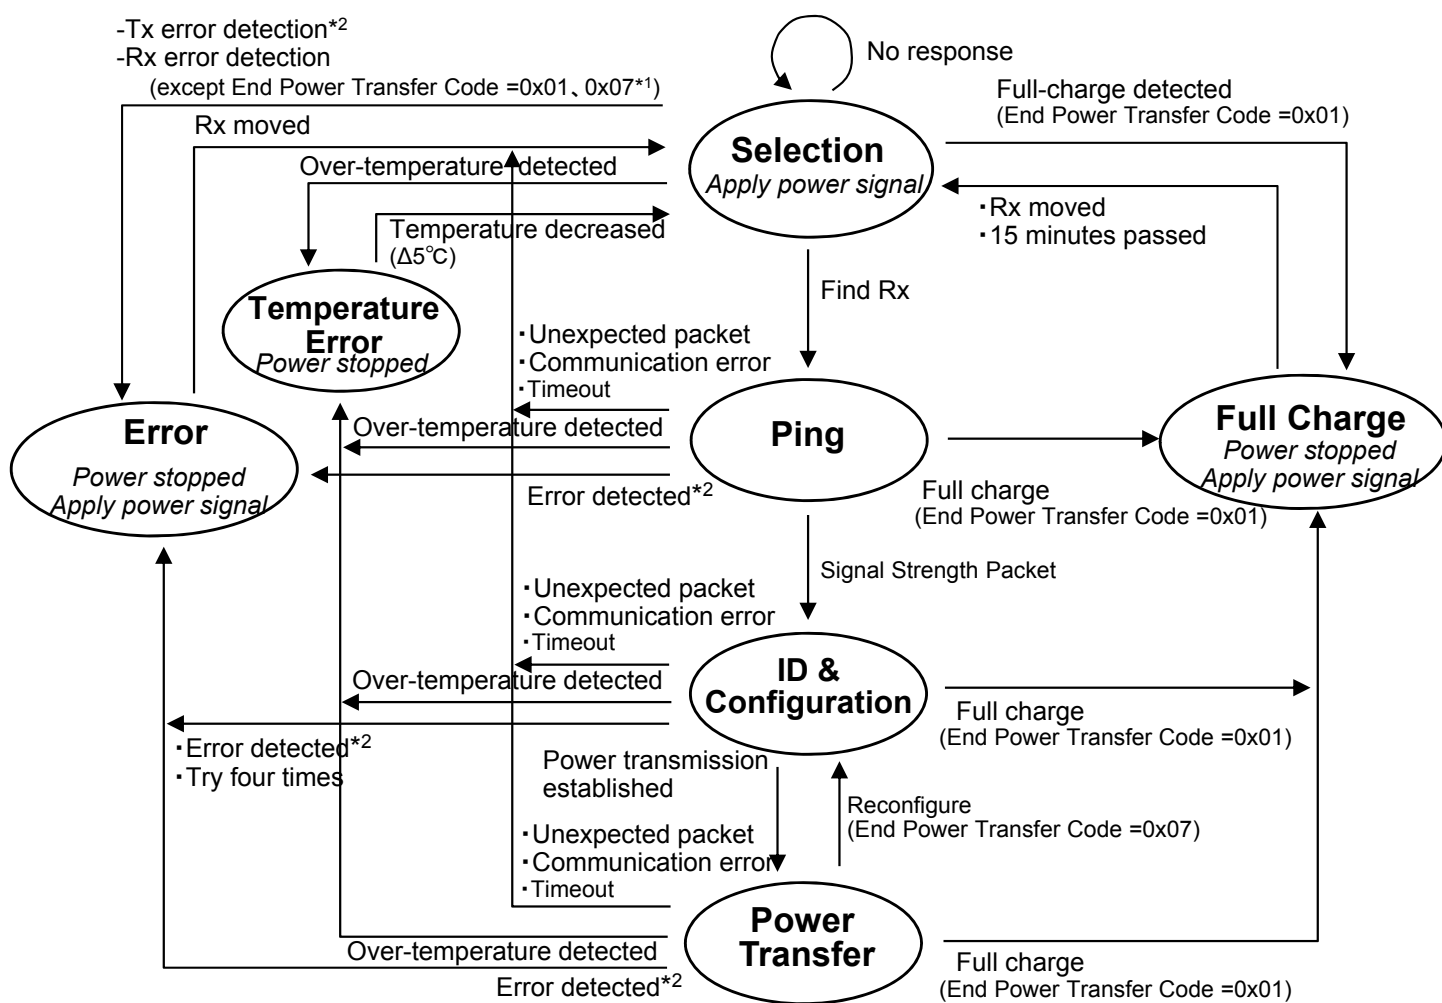 -Tx error detection*2
-Rx error detection
(except End Power Transfer Code =0x01、0x07*1)
No response
Full-charge detected
(End Power Transfer Code =0x01)
Rx moved
Over-temperature detected
Selection
Apply power signal
・Rx moved
・15 minutes passed
Temperature decreased
(Δ5℃)
Find Rx
Temperature
Error
Power stopped
・Unexpected packet
・Communication error
・Timeout
Error
Power stopped
Apply power signal
Over-temperature detected
Ping
Full Charge
Power stopped
Apply power signal
Error detected*2
Full charge
(End Power Transfer Code =0x01)
Signal Strength Packet
・Unexpected packet
・Communication error
・Timeout
Over-temperature detected
ID &
Configuration
Full charge
(End Power Transfer Code =0x01)
・Error detected*2
・Try four times
Power transmission
established
Reconfigure
(End Power Transfer Code =0x07)
・Unexpected packet
・Communication error
・Timeout
Power
Transfer
Over-temperature detected
Error detected*2
Full charge
(End Power Transfer Code =0x01)